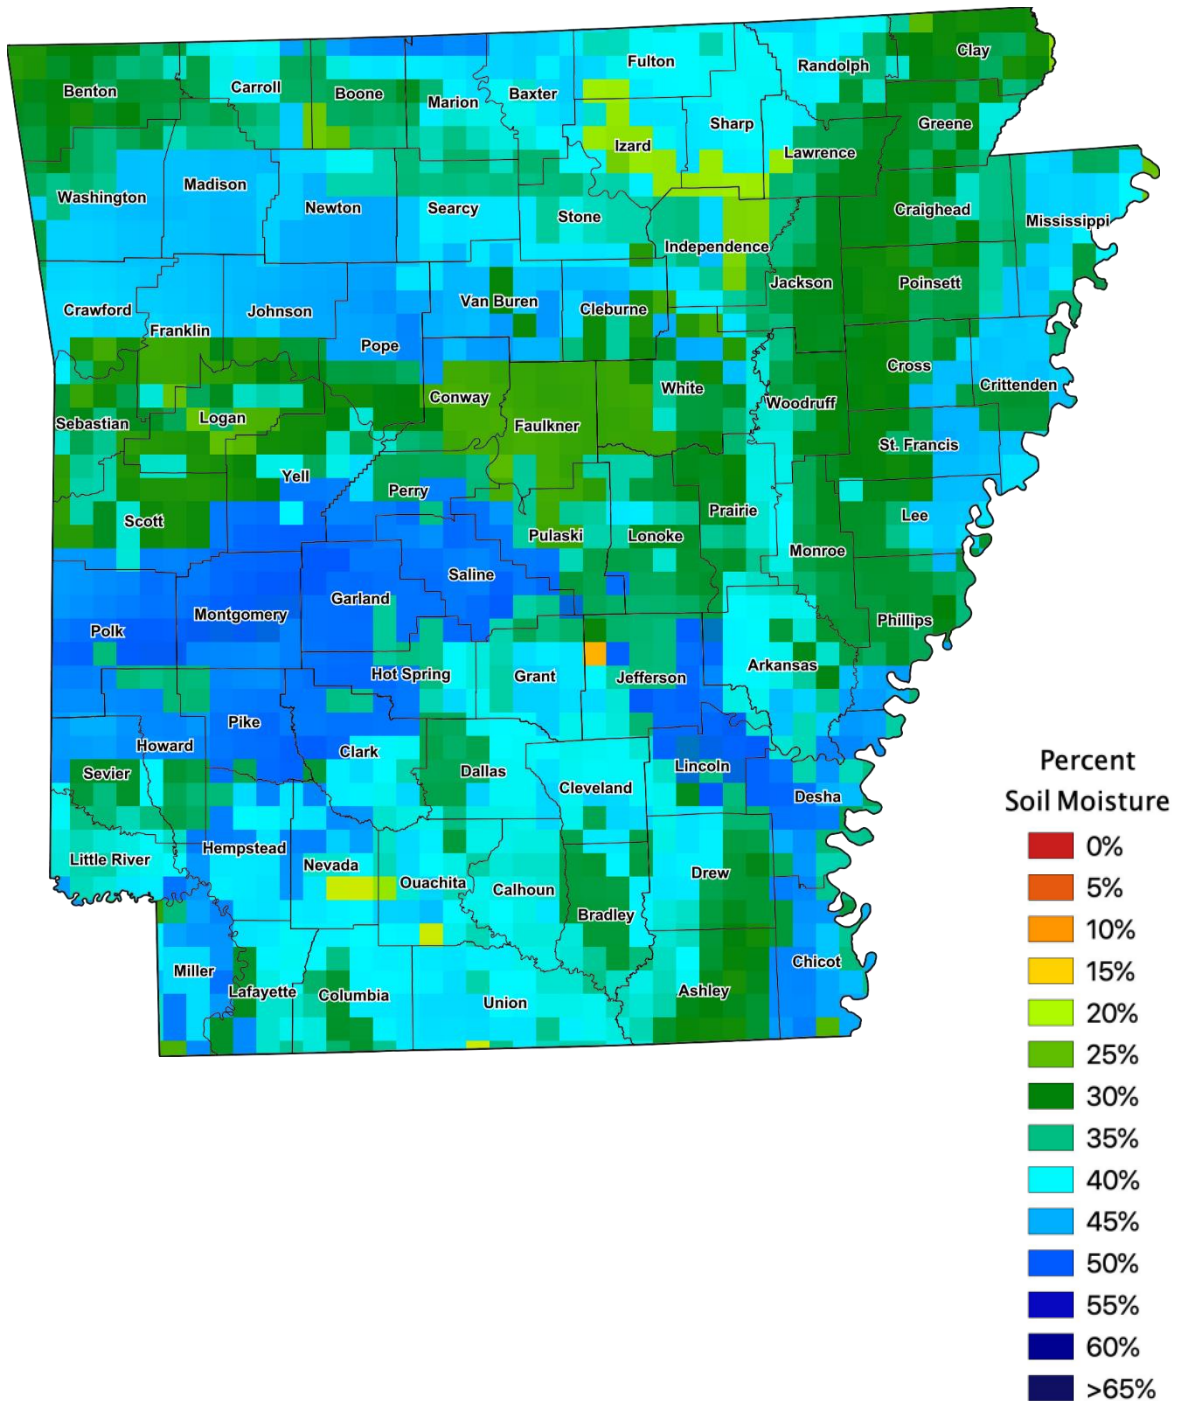 Clay
Fulton
Randolph
Benton
Carroll
Boone
Marion
Baxter
Sharp
Greene
Izard
Lawrence
Washington
Madison
Newton
Searcy
Stone
Craighead
Mississippi
Independence
Crawford
Franklin
Johnson
Van Buren
Cleburne
Jackson
Poinsett
Pope
Cross
Crittenden
Sebastian
Logan
Conway
Faulkner
White
Woodruff
St. Francis
Yell
Perry
Scott
Pulaski
Lonoke
Prairie
Monroe
Lee
Polk
Montgomery
Garland
Saline
Phillips
Hot Spring
Grant
Jefferson
Arkansas
Howard
Pike
Clark
Sevier
Dallas
Cleveland
Lincoln
Desha
Little River
Hempstead
Nevada
Ouachita
Calhoun
Bradley
Drew
Miller
Lafayette
Columbia
Union
Ashley
Chicot
Percent
Soil Moisture
0%
5%
10%
15%
20%
25%
30%
35%
40%
45%
50%
55%
60%
>65%